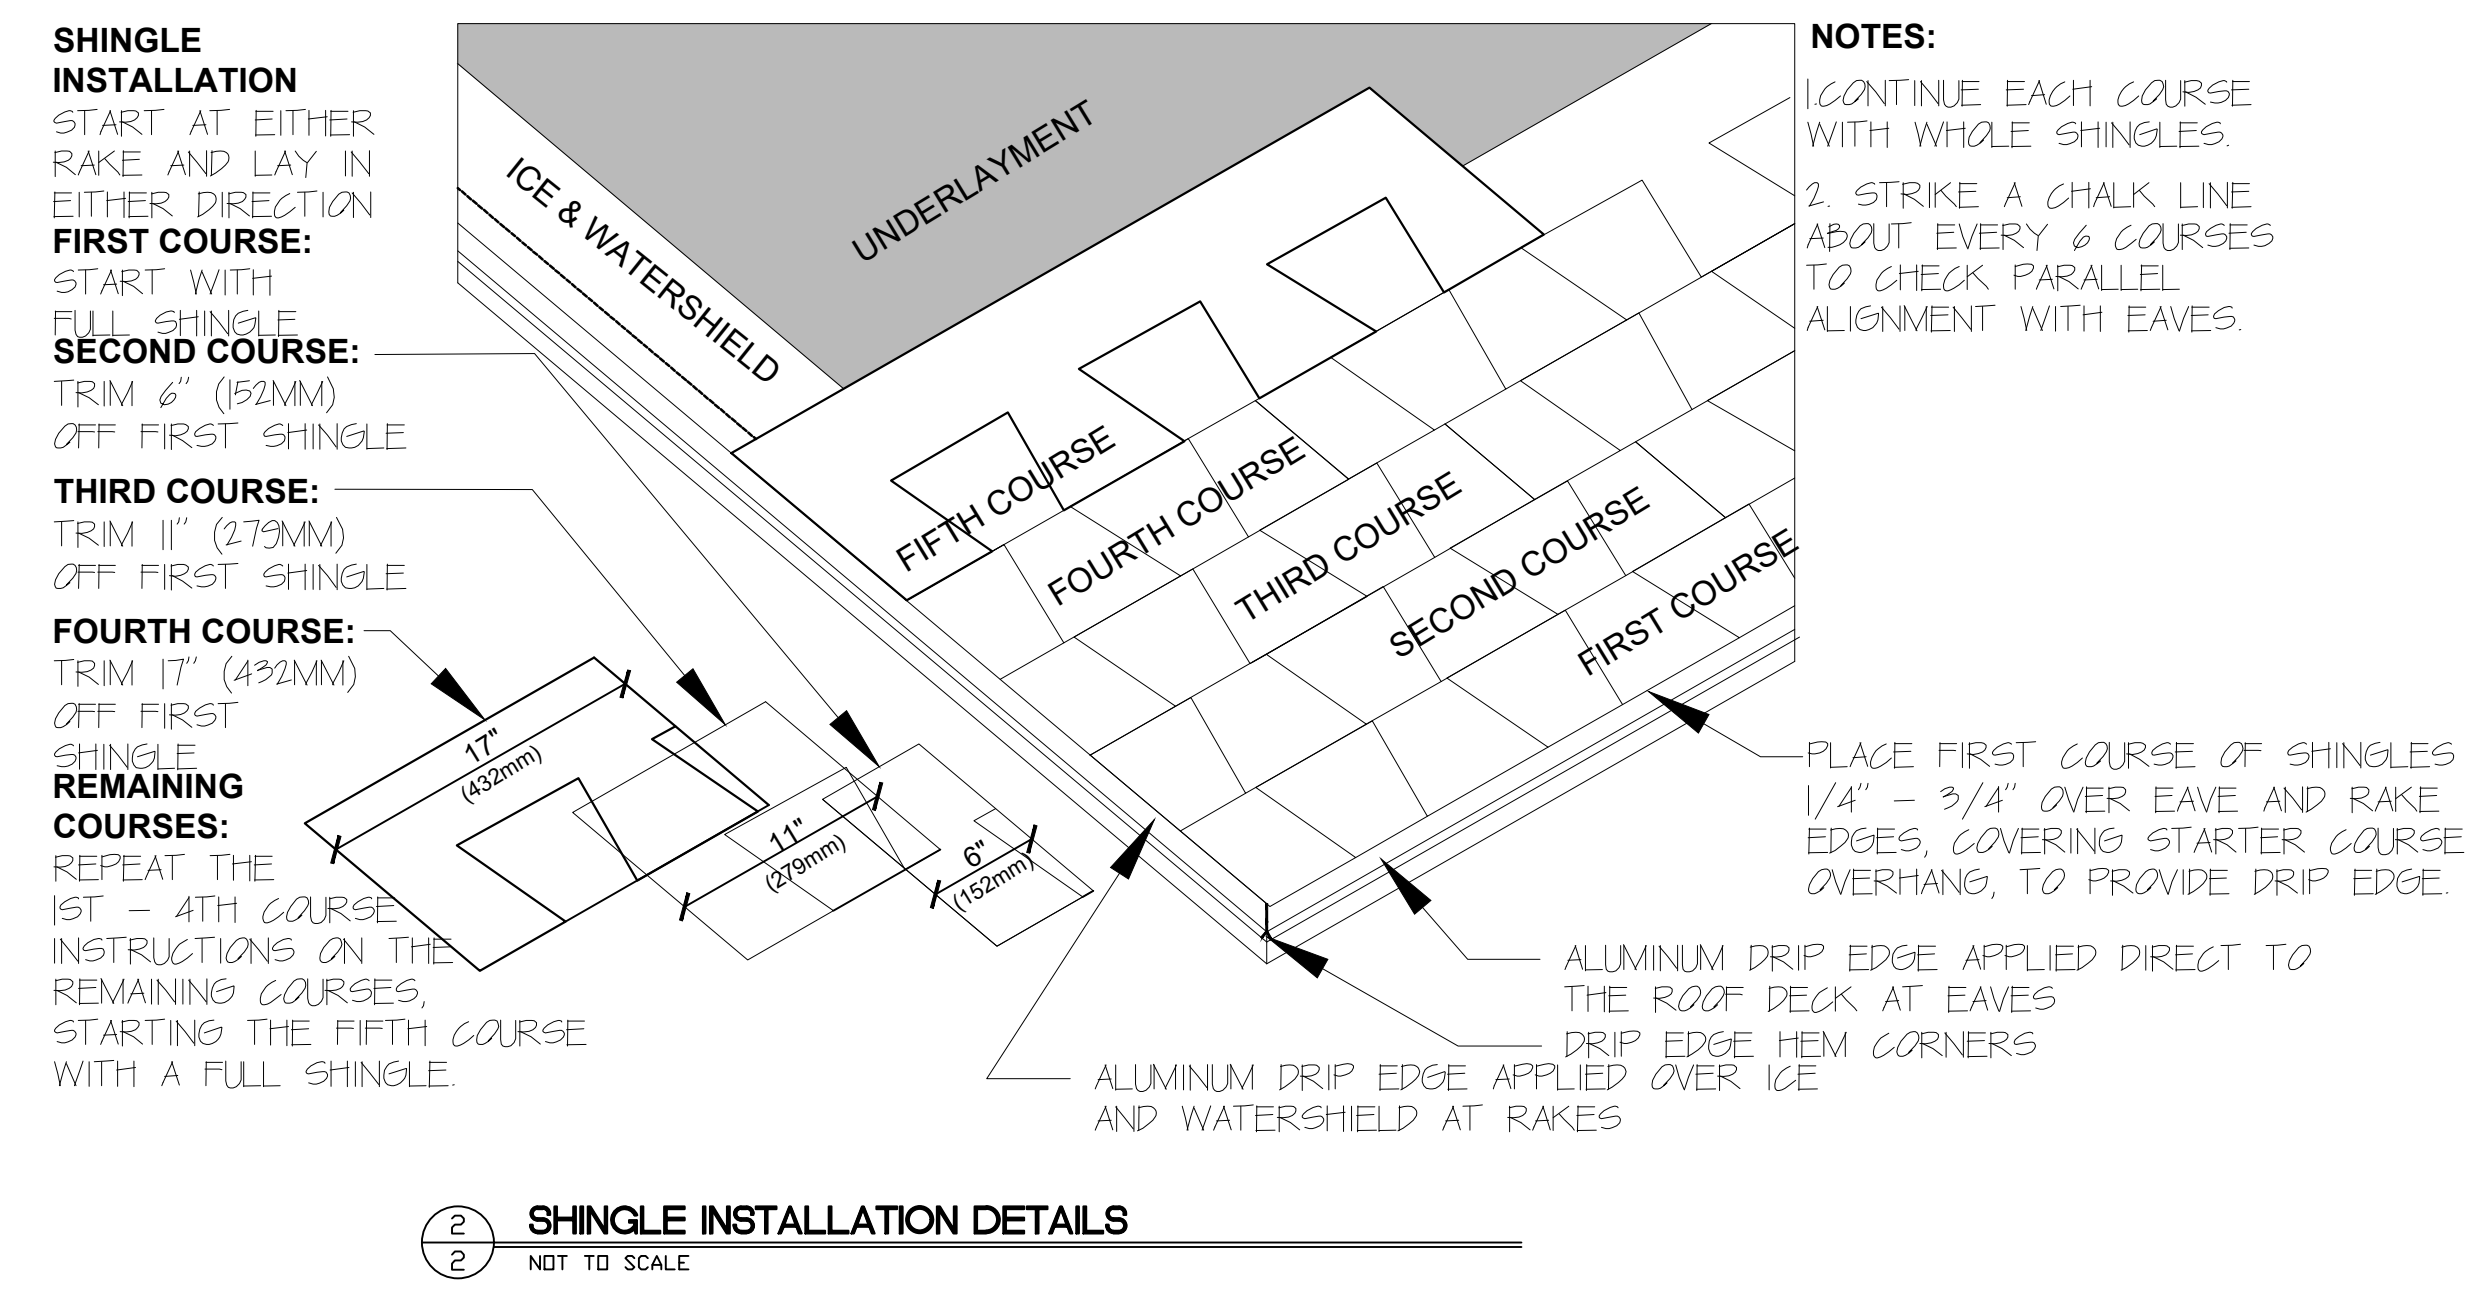 SHINGLE
INSTALLATION
START AT EITHER
RAKE AND LAY IN
EITHER DIRECTION
FIRST COURSE:
START WITH
FULL SHINGLE
SECOND COURSE:
TRIM 6" (152MM)
OFF FIRST SHINGLE
THIRD COURSE:
TRIM 11" (279MM)
OFF FIRST SHINGLE
FOURTH COURSE:
TRIM 17" (432MM)
OFF FIRST
SHINGLE
REMAINING
COURSES:
REPEAT THE
1ST - 4TH COURSE
INSTRUCTIONS ON THE
REMAINING COURSES,
STARTING THE FIFTH COURSE
WITH A FULL SHINGLE.
ICE & WATERSHIELD
UNDERLAYMENT
FIFTH COURSE
FOURTH COURSE
THIRD COURSE
SECOND COURSE
FIRST COURSE
17"
(432mm)
11"
(279mm)
6"
(152mm)
NOTES:
1.CONTINUE EACH COURSE
WITH WHOLE SHINGLES.
2. STRIKE A CHALK LINE
ABOUT EVERY 6 COURSES
TO CHECK PARALLEL
ALIGNMENT WITH EAVES.
PLACE FIRST COURSE OF SHINGLES
1/4" - 3/4" OVER EAVE AND RAKE
EDGES, COVERING STARTER COURSE
OVERHANG, TO PROVIDE DRIP EDGE.
ALUMINUM DRIP EDGE APPLIED DIRECT TO
THE ROOF DECK AT EAVES
DRIP EDGE HEM CORNERS
ALUMINUM DRIP EDGE APPLIED OVER ICE
AND WATERSHIELD AT RAKES
2
2
SHINGLE INSTALLATION DETAILS
NOT TO SCALE